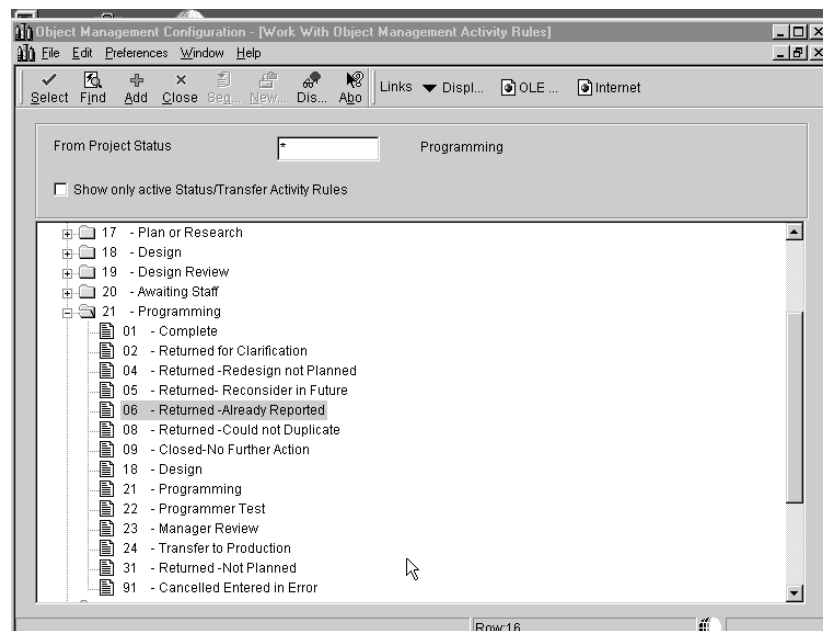 Object Management Configuration - [Work With Object Management Activity Rules]
File Edit Preferences Window Help
Select Find Add Close Seq... New... Dis... Abo Links Displ... OLE ... Internet
From Project Status * Programming
Show only active Status/Transfer Activity Rules
17 - Plan or Research
18 - Design
19 - Design Review
20 - Awaiting Staff
21 - Programming
01 - Complete
02 - Returned for Clarification
04 - Returned -Redesign not Planned
05 - Returned- Reconsider in Future
06 - Returned -Already Reported
08 - Returned -Could not Duplicate
09 - Closed-No Further Action
18 - Design
21 - Programming
22 - Programmer Test
23 - Manager Review
24 - Transfer to Production
31 - Returned -Not Planned
91 - Cancelled Entered in Error
Row:16